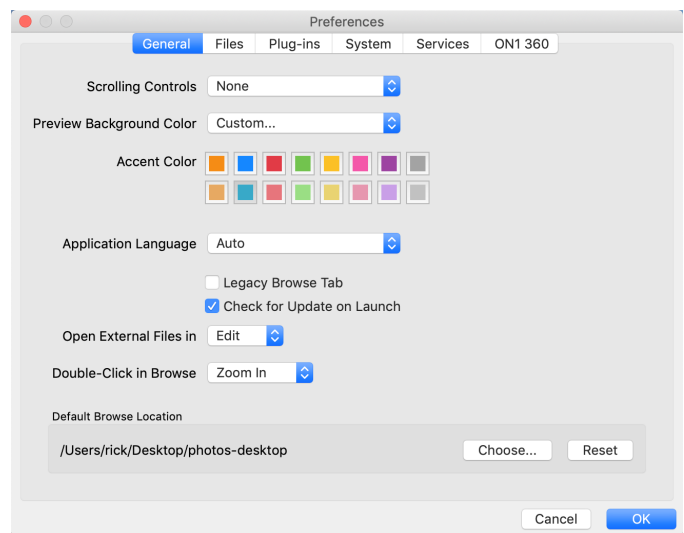 Preferences
General Files Plug-ins System Services ON1 360
Scrolling Controls None
Preview Background Color Custom...
Accent Color
Application Language Auto
Legacy Browse Tab
Check for Update on Launch
Open External Files in Edit
Double-Click in Browse Zoom In
Default Browse Location
/Users/rick/Desktop/photos-desktop Choose... Reset
Cancel OK